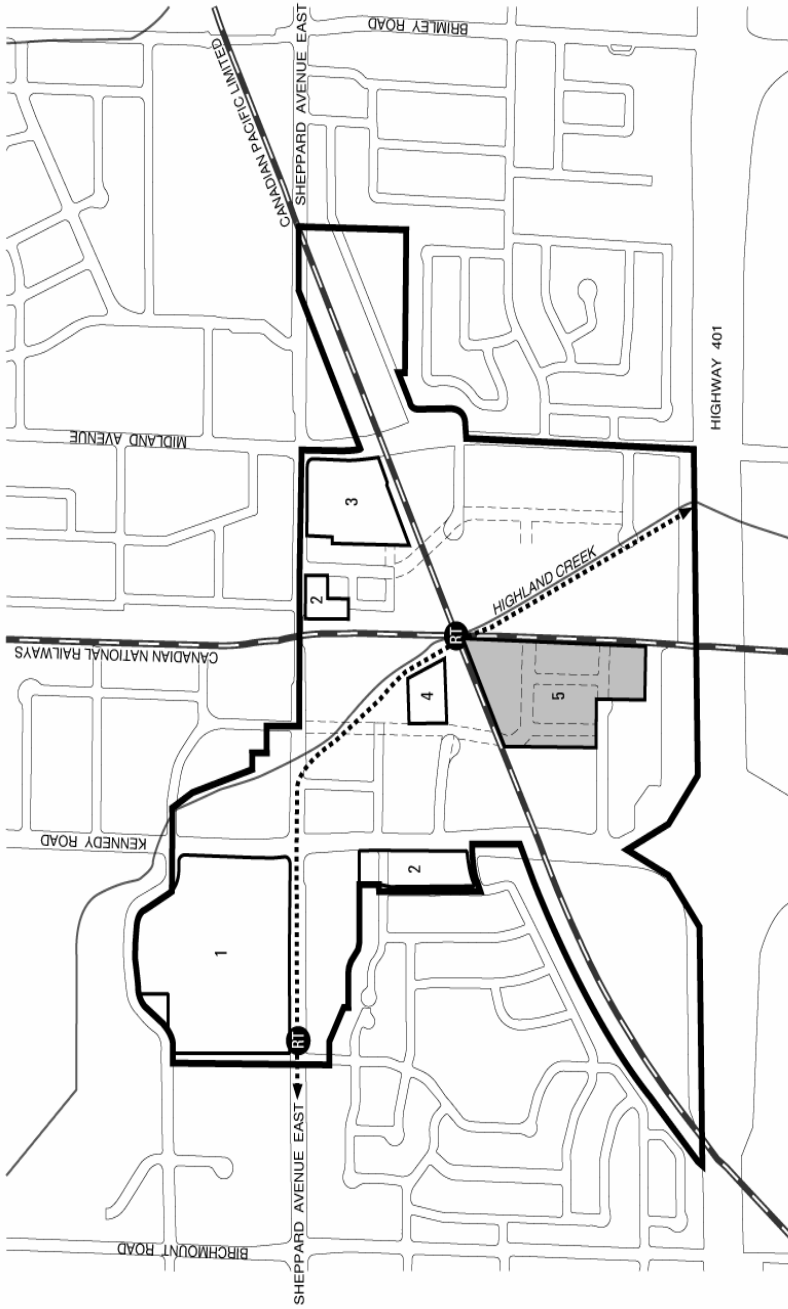 BRIMLEY ROAD
CANADIAN PACIFIC LIMITED
SHEPPARD AVENUE EAST
HIGHWAY 401
MIDLAND AVENUE
3
2
HIGHLAND CREEK
CANADIAN NATIONAL RAILWAYS
RT
4
5
KENNEDY ROAD
2
1
RT
SHEPPARD AVENUE EAST
BIRCHMOUNT ROAD